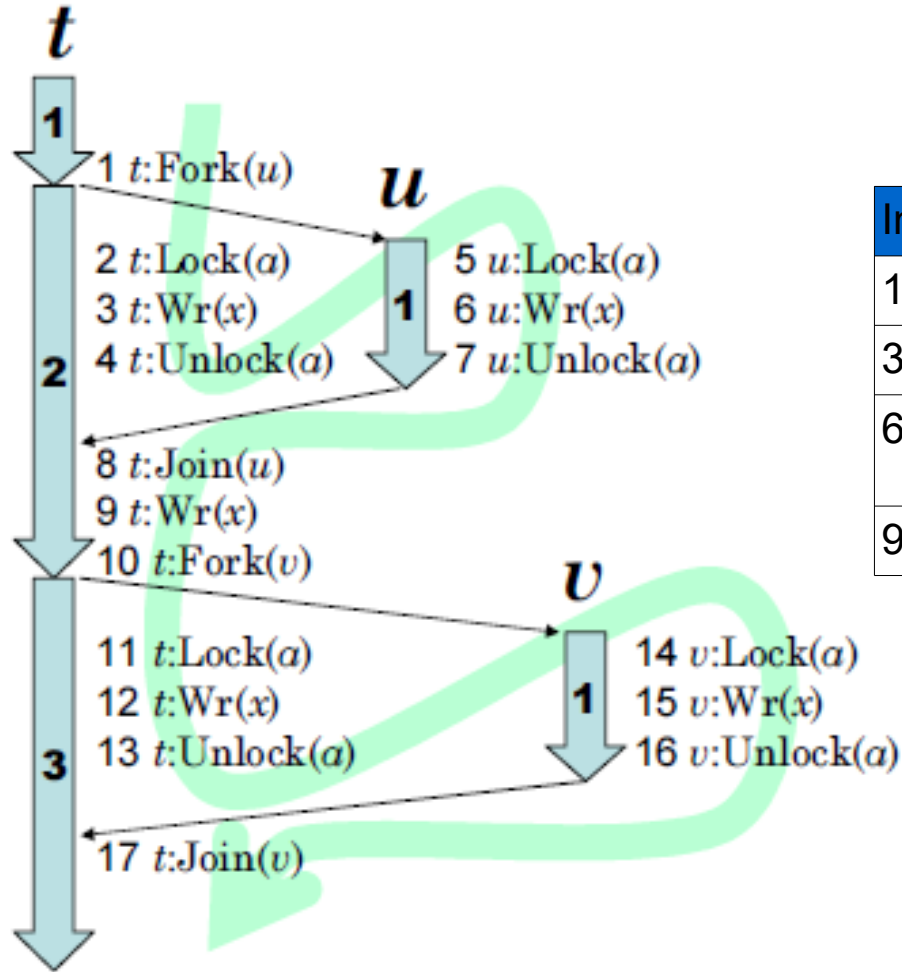 t
1
1 t:Fork(u)
u
2 t:Lock(a)
3 t:Wr(x)
4 t:Unlock(a)
5 u:Lock(a)
6 u:Wr(x)
7 u:Unlock(a)
1
2
8 t:Join(u)
9 t:Wr(x)
10 t:Fork(v)
v
11 t:Lock(a)
12 t:Wr(x)
13 t:Unlock(a)
14 v:Lock(a)
15 v:Wr(x)
16 v:Unlock(a)
1
3
17 t:Join(v)
1
3
6
9